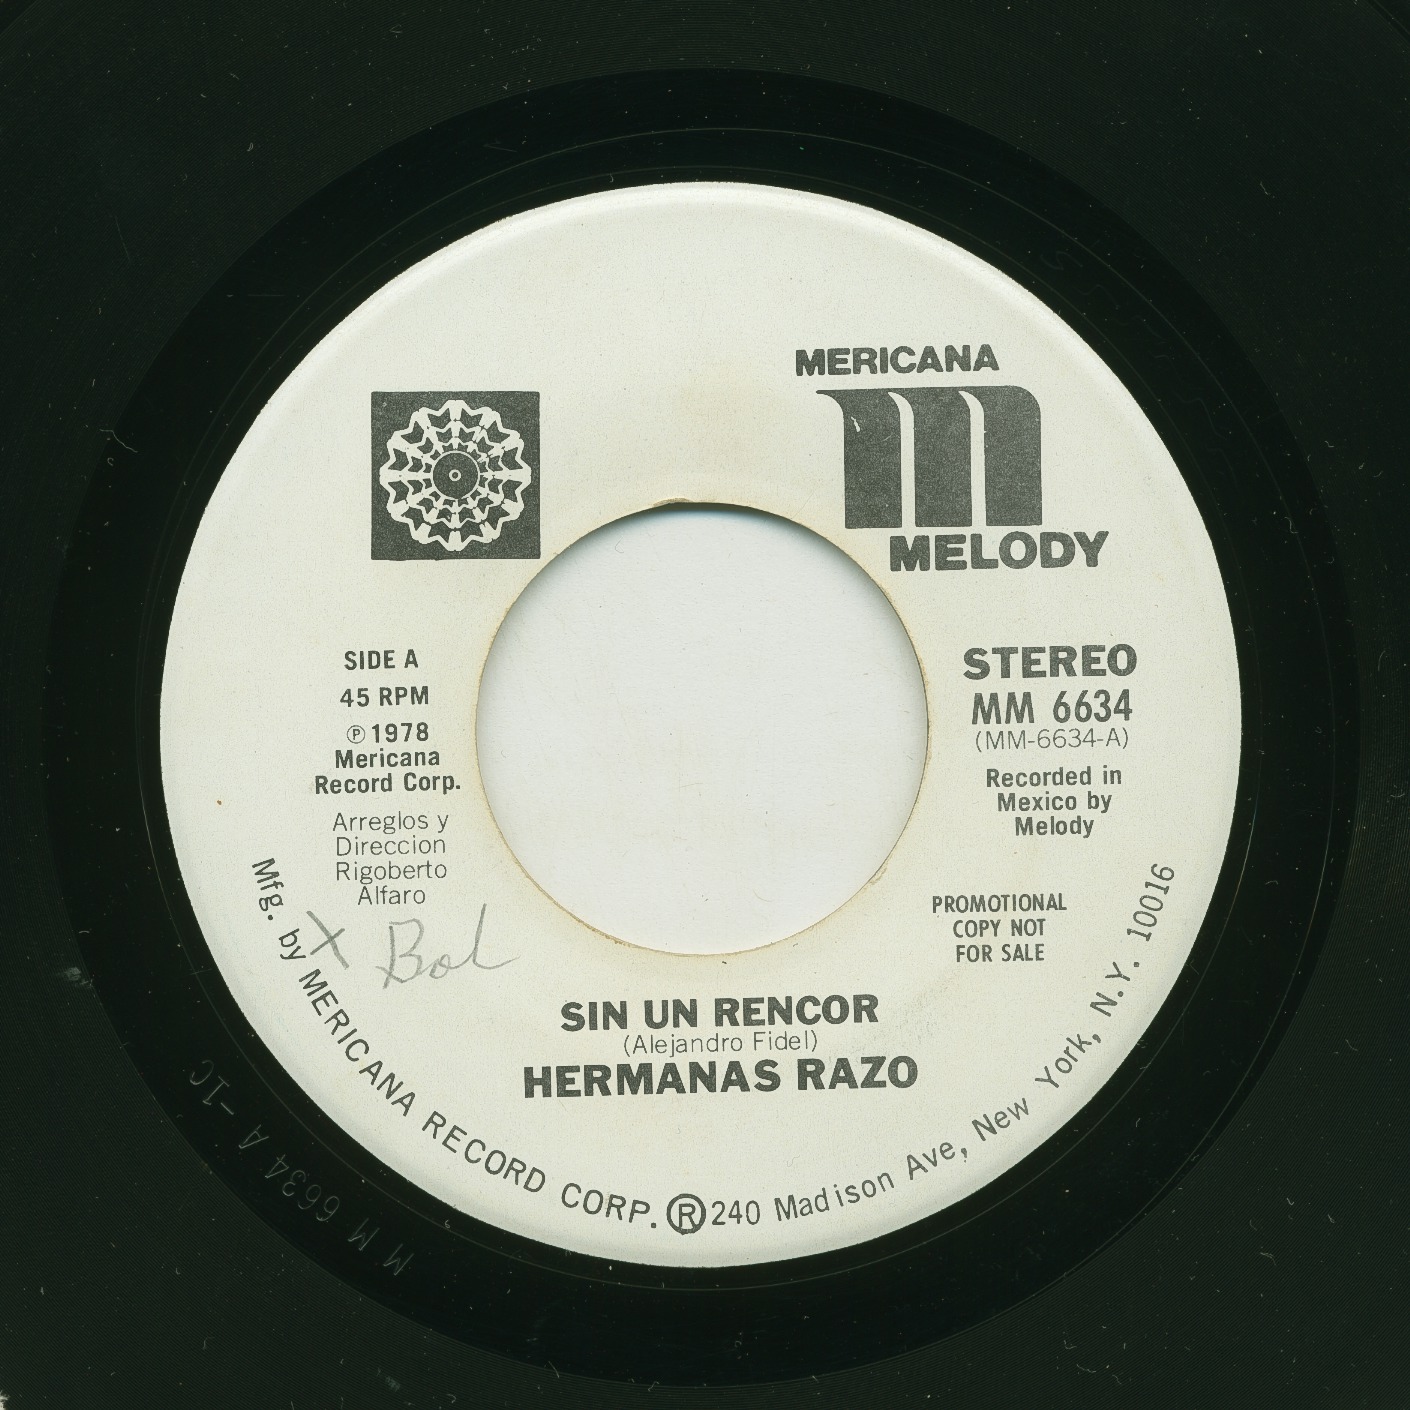 MERICANA
MELODY
SIDE A
45 RPM
℗1978
Mericana
Record Corp.
Arreglos y
Direccion
Rigoberto
Alfaro
STEREO
MM 6634
(MM-6634-A)
Recorded in
Mexico by
Melody
PROMOTIONAL
COPY NOT
FOR SALE
X Bol
SIN UN RENCOR
(Alejandro Fidel)
HERMANAS RAZO
Mfg. by MERICANA RECORD CORP. ® 240 Madison Ave, New York, N.Y. 10016
MM 6634 A -1C